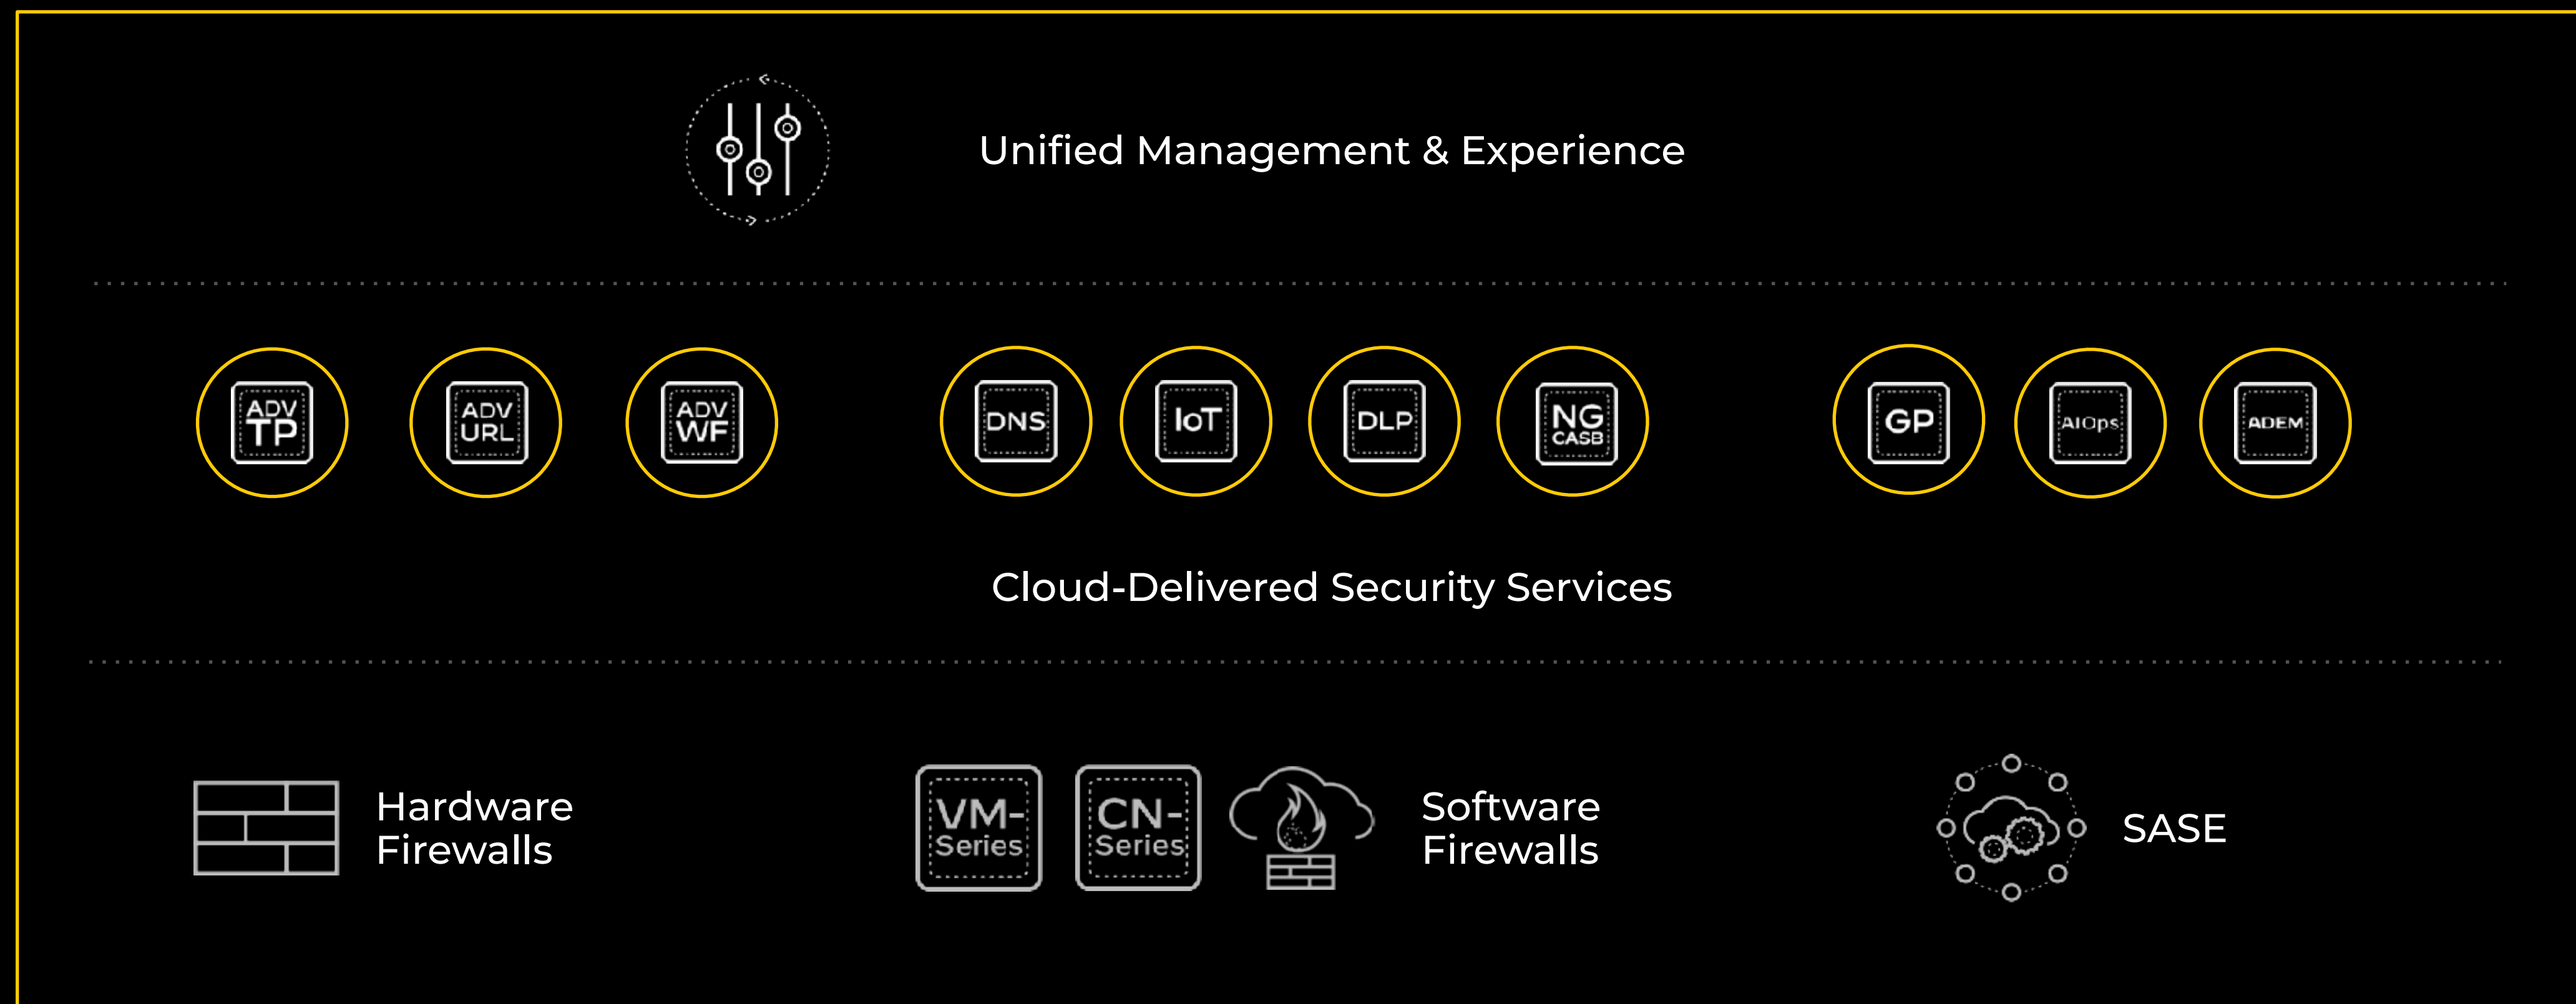 Unified Management & Experience
ADV
TP
ADV
URL
ADV
WF
DNS
IoT
DLP
NG
CASB
GP
AIOps
ADEM
Cloud-Delivered Security Services
Hardware
Firewalls
VM-
Series
CN-
Series
Software
Firewalls
SASE